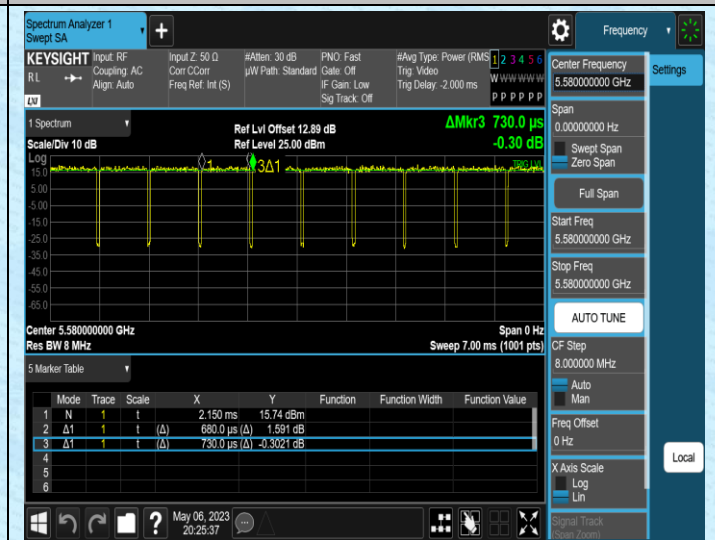 Spectrum Analyzer 1
Swept SA
+
Frequency
KEYSIGHT
RL
LXI
Input: RF
Coupling: AC
Align: Auto
Input Z: 50 Ω
Corr CCorr
Freq Ref: Int (S)
#Atten: 30 dB
µW Path: Standard
PNO: Fast
Gate: Off
IF Gain: Low
Sig Track: Off
#Avg Type: Power (RMS
Trig: Video
Trig Delay: -2.000 ms
1 2 3 4 5 6
W W W W W W
P P P P P P
1 Spectrum
Scale/Div 10 dB
Log
Ref Lvl Offset 12.89 dB
Ref Level 25.00 dBm
ΔMkr3 730.0 µs
-0.30 dB
TRIG LVL
1
3Δ1
15.0
5.00
-5.00
-15.0
-25.0
-35.0
-45.0
-55.0
-65.0
Center 5.580000000 GHz
Res BW 8 MHz
Span 0 Hz
Sweep 7.00 ms (1001 pts)
5 Marker Table
Mode Trace Scale X Y Function Function Width Function Value
1 N 1 t 2.150 ms 15.74 dBm
2 Δ1 1 t (Δ) 680.0 µs (Δ) 1.591 dB
3 Δ1 1 t (Δ) 730.0 µs (Δ) -0.3021 dB
4
5
6
?
May 06, 2023
20:25:37
Center Frequency
5.580000000 GHz
Span
0.00000000 Hz
Swept Span
Zero Span
Full Span
Start Freq
5.580000000 GHz
Stop Freq
5.580000000 GHz
AUTO TUNE
CF Step
8.000000 MHz
Auto
Man
Freq Offset
0 Hz
X Axis Scale
Log
Lin
Signal Track
(Span Zoom)
Settings
Local